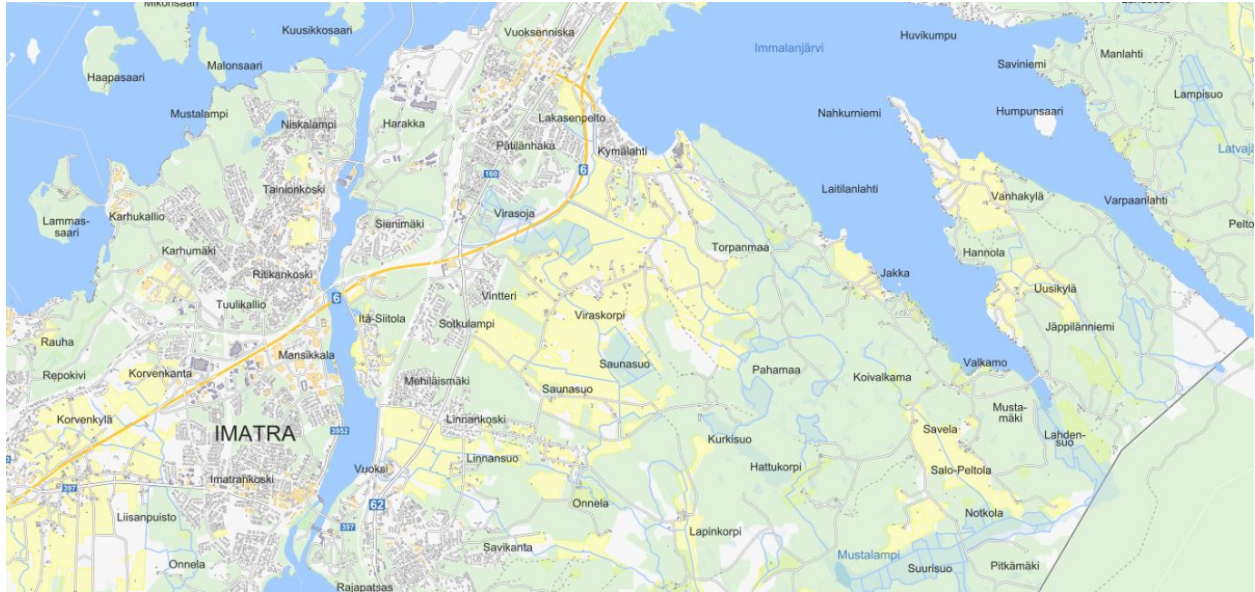 Mikonsaari
Kuusikkosaari
Vuoksenniska
Immalanjärvi
Huvikumpu
Manlahti
Saviniemi
Malonsaari
Haapasaari
Lampisuo
Mustalampi
Niskalampi
Harakka
Lakasenpelto
Nahkurniemi
Humpunsaari
Pätilänhaka
Kymälahti
Latvajä
6
160
Tainionkoski
Laitilanlahti
Vanhakylä
Varpaanlahti
Karhukallio
Lammas-
saari
Sienimäki
Virasoja
Pelto
Karhumäki
Torpanmaa
Hannola
Ritikankoski
Jakka
Uusikylä
6
Vintteri
Tuulikallio
Itä-Siitola
Sotkulampi
Viraskorpi
Jäppilänniemi
Rauha
Mansikkala
Repokivi
Korvenkanta
Saunasuo
Pahamaa
Valkamo
Mehiläismäki
Koivalkama
Saunasuo
Korvenkylä
Linnankoski
Musta-
mäki
IMATRA
3952
Savela
Kurkisuo
Lahden-
suo
Linnansuo
Vuoksi
Hattukorpi
Salo-Peltola
Imatrankoski
397
62
Onnela
Notkola
Liisanpuisto
397
Lapinkorpi
Savikanta
Mustalampi
Onnela
Suurisuo
Pitkämäki
Rajapatsas